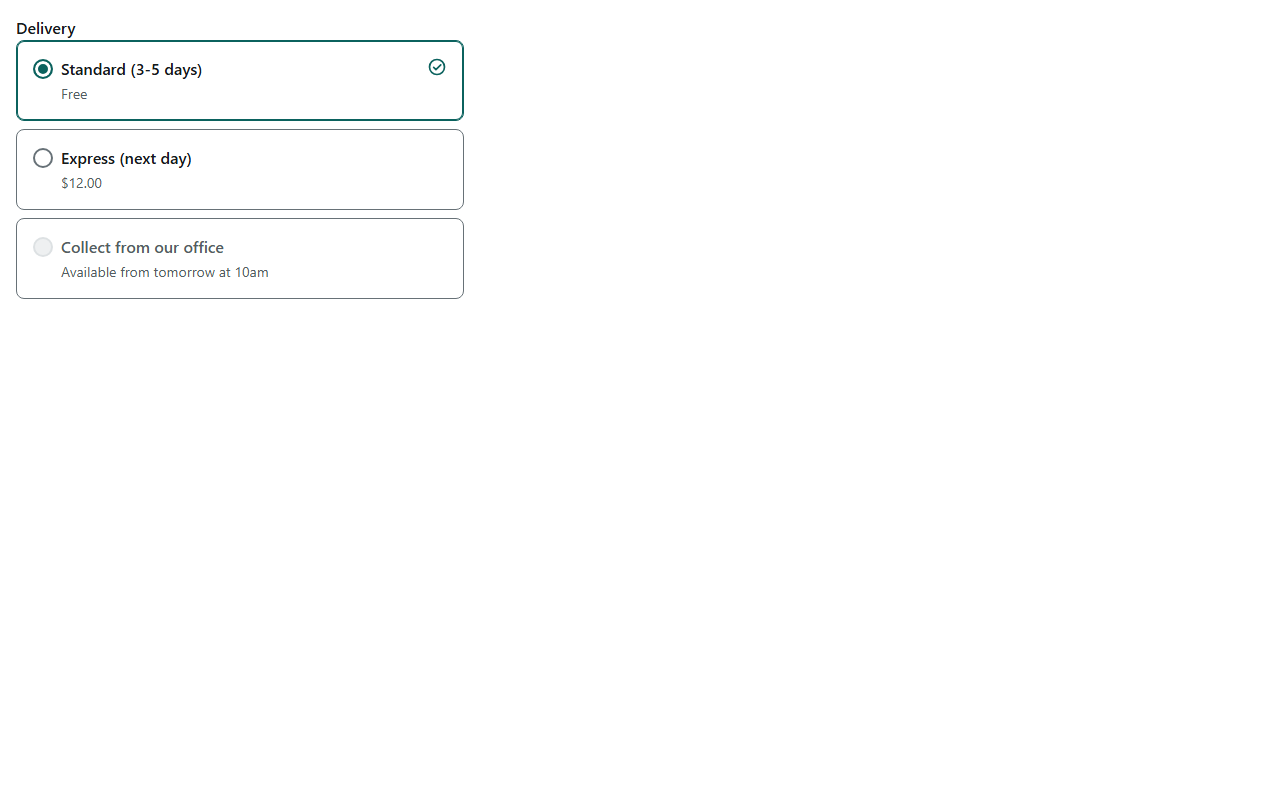 Delivery
Standard (3-5 days)
Free
Express (next day)
$12.00
Collect from our office
Available from tomorrow at 10am